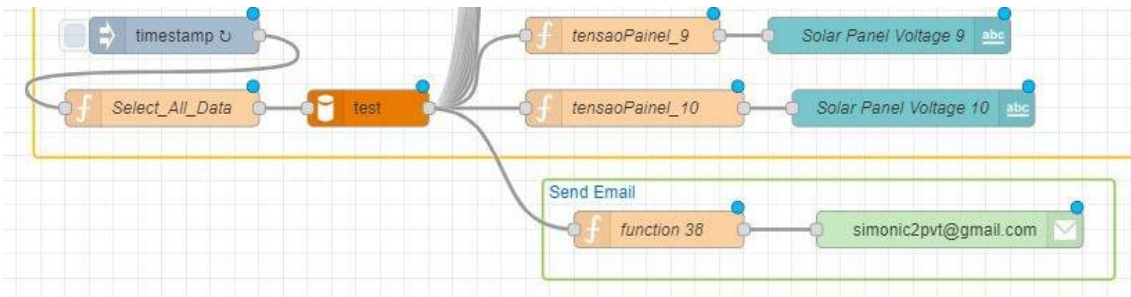 timestamp ↻
tensaoPainel_9
Solar Panel Voltage 9
abc
Select_All_Data
test
tensaoPainel_10
Solar Panel Voltage 10
abc
Send Email
function 38
simonic2pvt@gmail.com